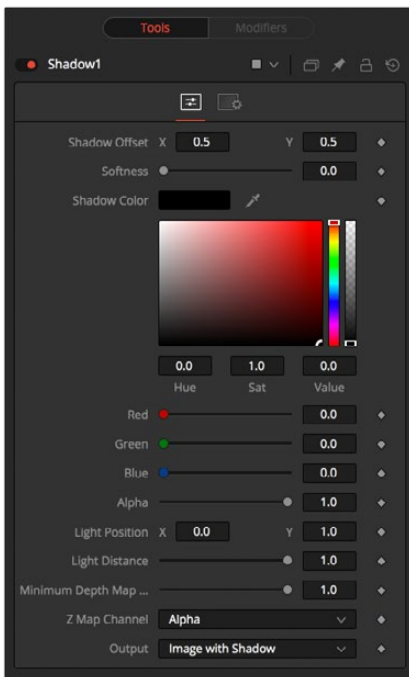 Tools Modifiers
Shadow1
Shadow Offset X 0.5 Y 0.5
Softness 0.0
Shadow Color
0.0 1.0 0.0
Hue Sat Value
Red 0.0
Green 0.0
Blue 0.0
Alpha 1.0
Light Position X 0.0 Y 1.0
Light Distance 1.0
Minimum Depth Map ... 1.0
Z Map Channel Alpha
Output Image with Shadow